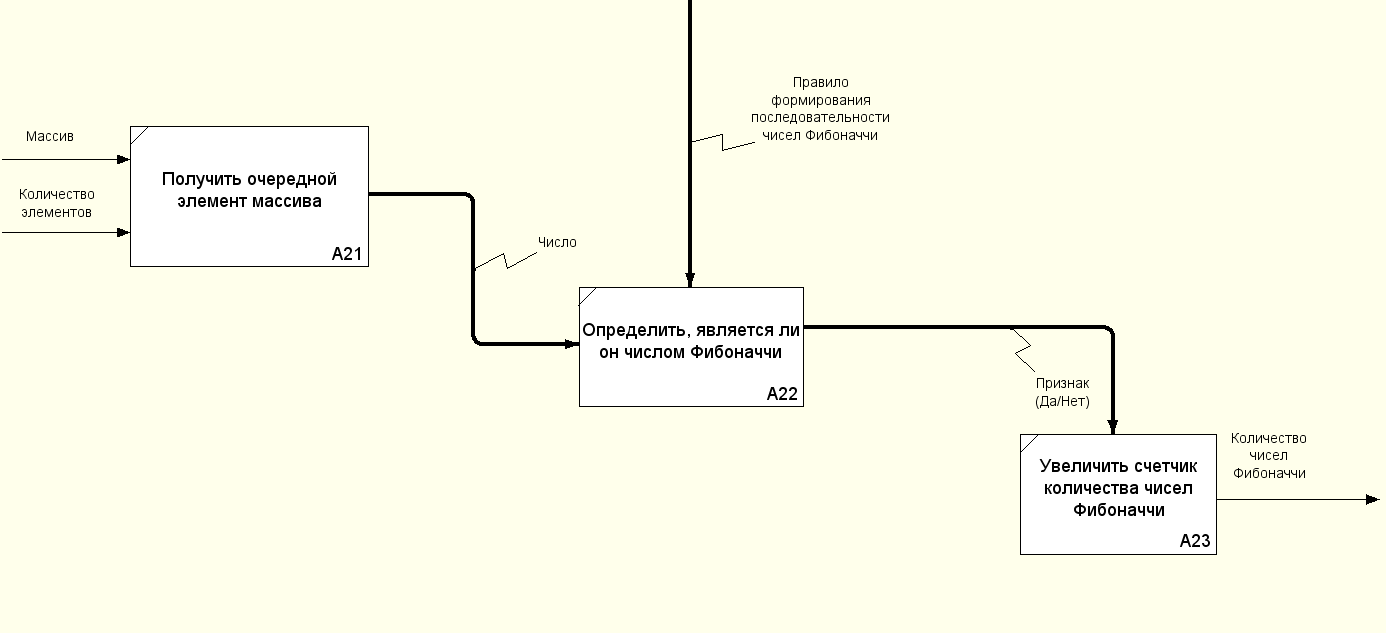 Правило
формирования
последовательности
чисел Фибоначчи
Массив
Количество
элементов
Получить очередной
элемент массива
A21
Число
Определить, является ли
он числом Фибоначчи
A22
Признак
(Да/Нет)
Увеличить счетчик
количества чисел
Фибоначчи
A23
Количество
чисел
Фибоначчи